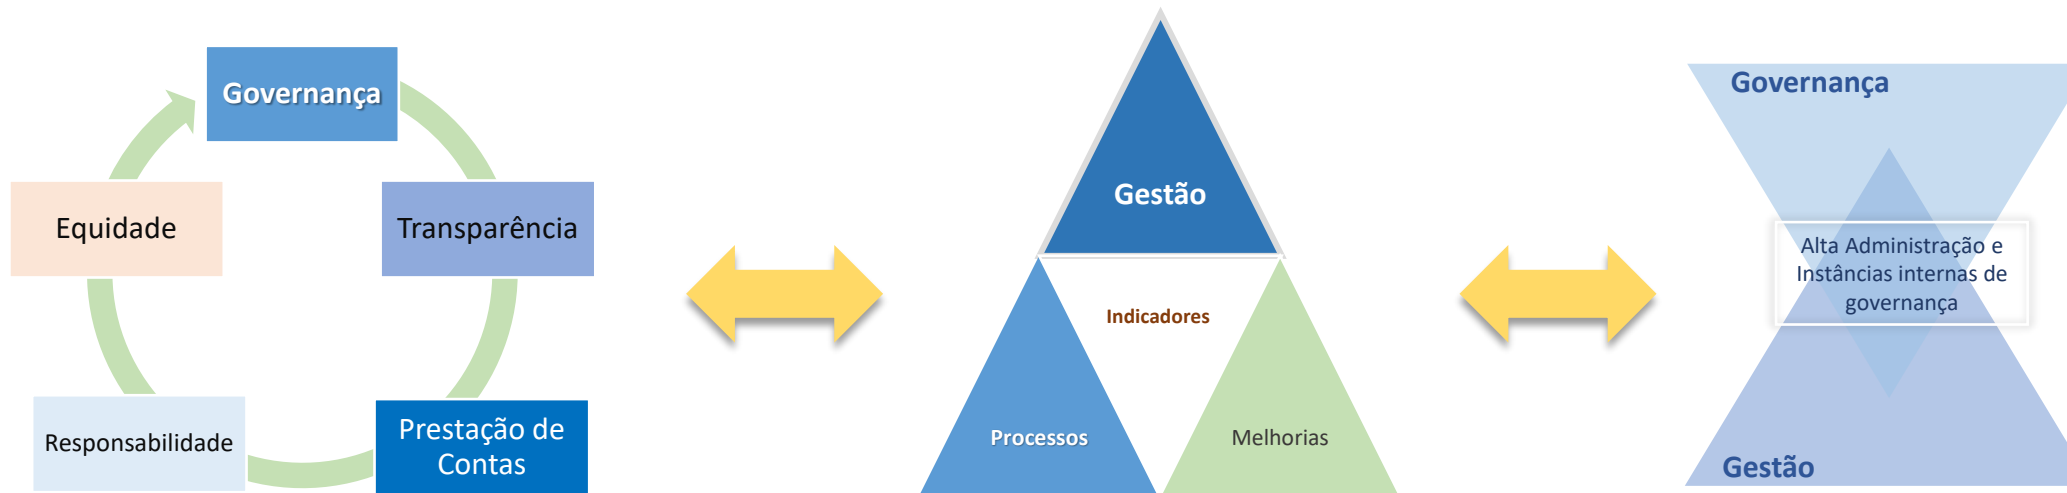 Governança
Transparência
Prestação de
Contas
Responsabilidade
Equidade
Gestão
Indicadores
Processos
Melhorias
Governança
Alta Administração e
Instâncias internas de
governança
Gestão